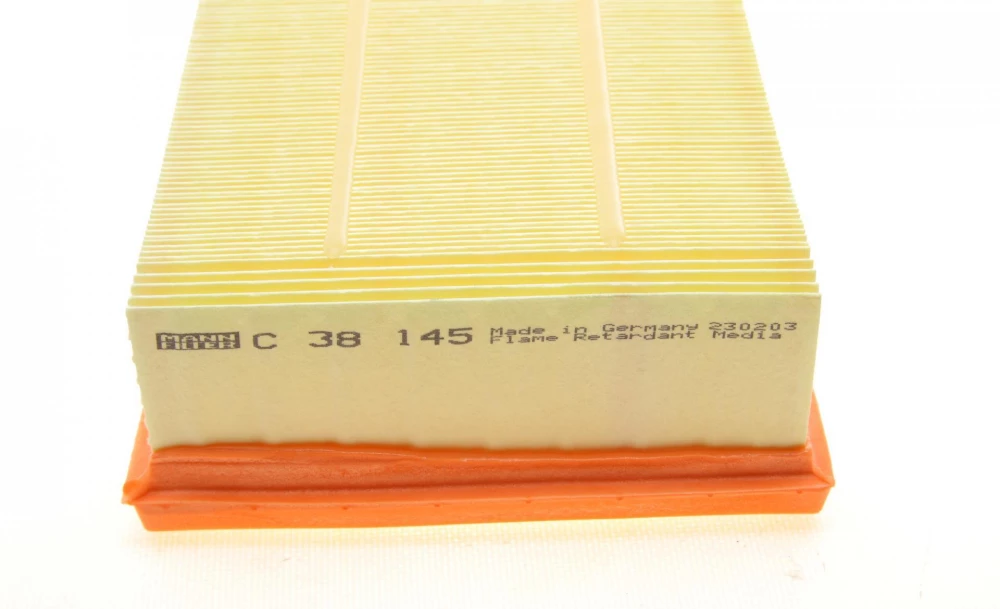 MANN FILTER C 38 145 Made in Germany 230203
Flame Retardant Media